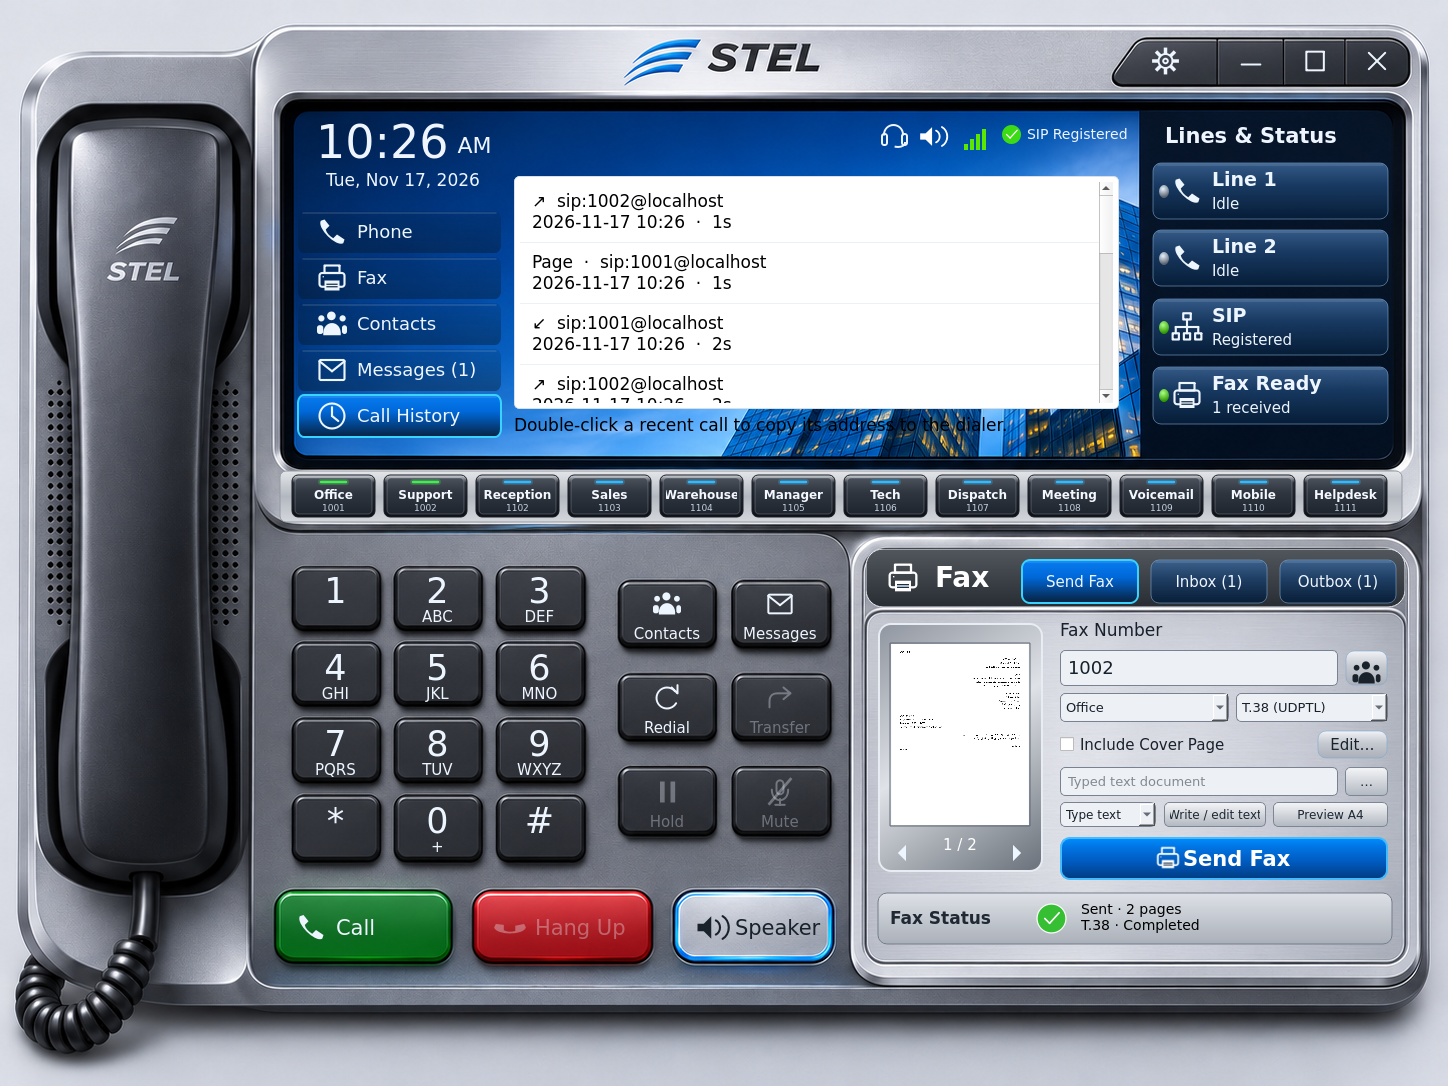 STEL
10:26 AM
Tue, Nov 17, 2026
SIP Registered
Phone
Fax
Contacts
Messages (1)
Call History
↗ sip:1002@localhost
2026-11-17 10:26 · 1s
Page · sip:1001@localhost
2026-11-17 10:26 · 1s
↙ sip:1001@localhost
2026-11-17 10:26 · 2s
↗ sip:1002@localhost
Double-click a recent call to copy its address to the dialer.
Lines & Status
Line 1
Idle
Line 2
Idle
SIP
Registered
Fax Ready
1 received
STEL
Office
1001
Support
1002
Reception
1102
Sales
1103
Warehouse
1104
Manager
1105
Tech
1106
Dispatch
1107
Meeting
1108
Voicemail
1109
Mobile
1110
Helpdesk
1111
1
2
ABC
3
DEF
4
GHI
5
JKL
6
MNO
7
PQRS
8
TUV
9
WXYZ
*
0
+
#
Contacts
Messages
Redial
Transfer
Hold
Mute
Call
Hang Up
Speaker
Fax
Send Fax
Inbox (1)
Outbox (1)
1 / 2
Fax Number
1002
Office
T.38 (UDPTL)
Include Cover Page
Edit...
Typed text document
...
Type text
Write / edit text
Preview A4
Send Fax
Fax Status
Sent · 2 pages
T.38 · Completed